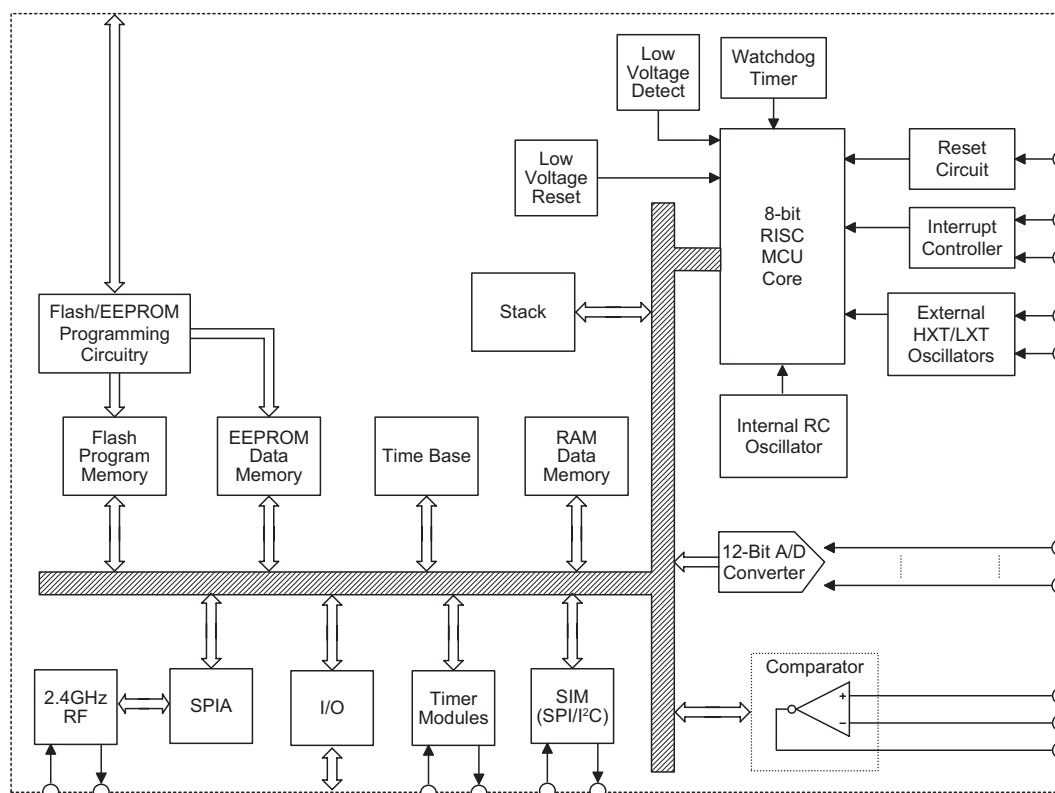 Low
Voltage
Detect
Watchdog
Timer
Low
Voltage
Reset
8-bit
RISC
MCU
Core
Reset
Circuit
Interrupt
Controller
External
HXT/LXT
Oscillators
Stack
Flash/EEPROM
Programming
Circuitry
Internal RC
Oscillator
Flash
Program
Memory
EEPROM
Data
Memory
Time Base
RAM
Data
Memory
12-Bit A/D
Converter
Comparator
+
−
2.4GHz
RF
SPIA
I/O
Timer
Modules
SIM
(SPI/I²C)